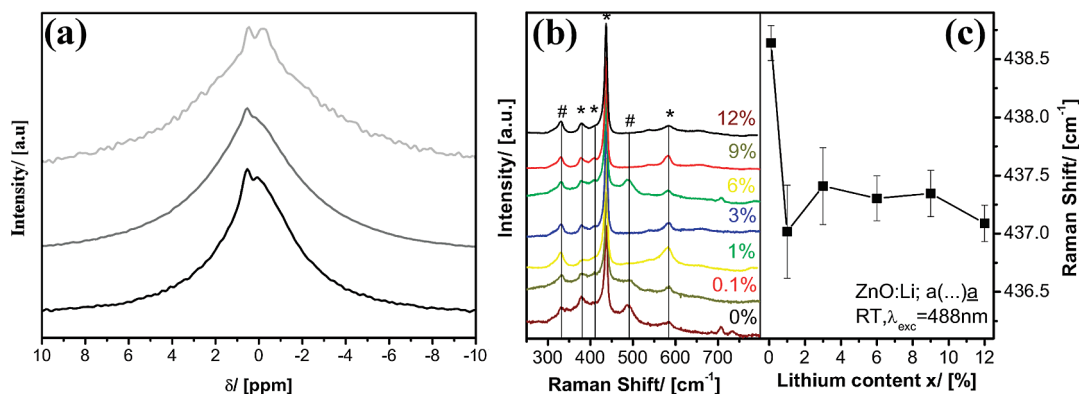 (a)
Intensity/ [a.u]
10 8 6 4 2 0 -2 -4 -6 -8 -10
δ/ [ppm]
(b)
Intensity/ [a.u.]
*
# * * # *
12%
9%
6%
3%
1%
0.1%
0%
300 400 500 600 700
Raman Shift/ [cm⁻¹]
(c)
438.5
438.0
437.5
437.0
436.5
Raman Shift/ [cm⁻¹]
ZnO:Li; a(...)a
RT,λexc=488nm
0 2 4 6 8 10 12
Lithium content x/ [%]